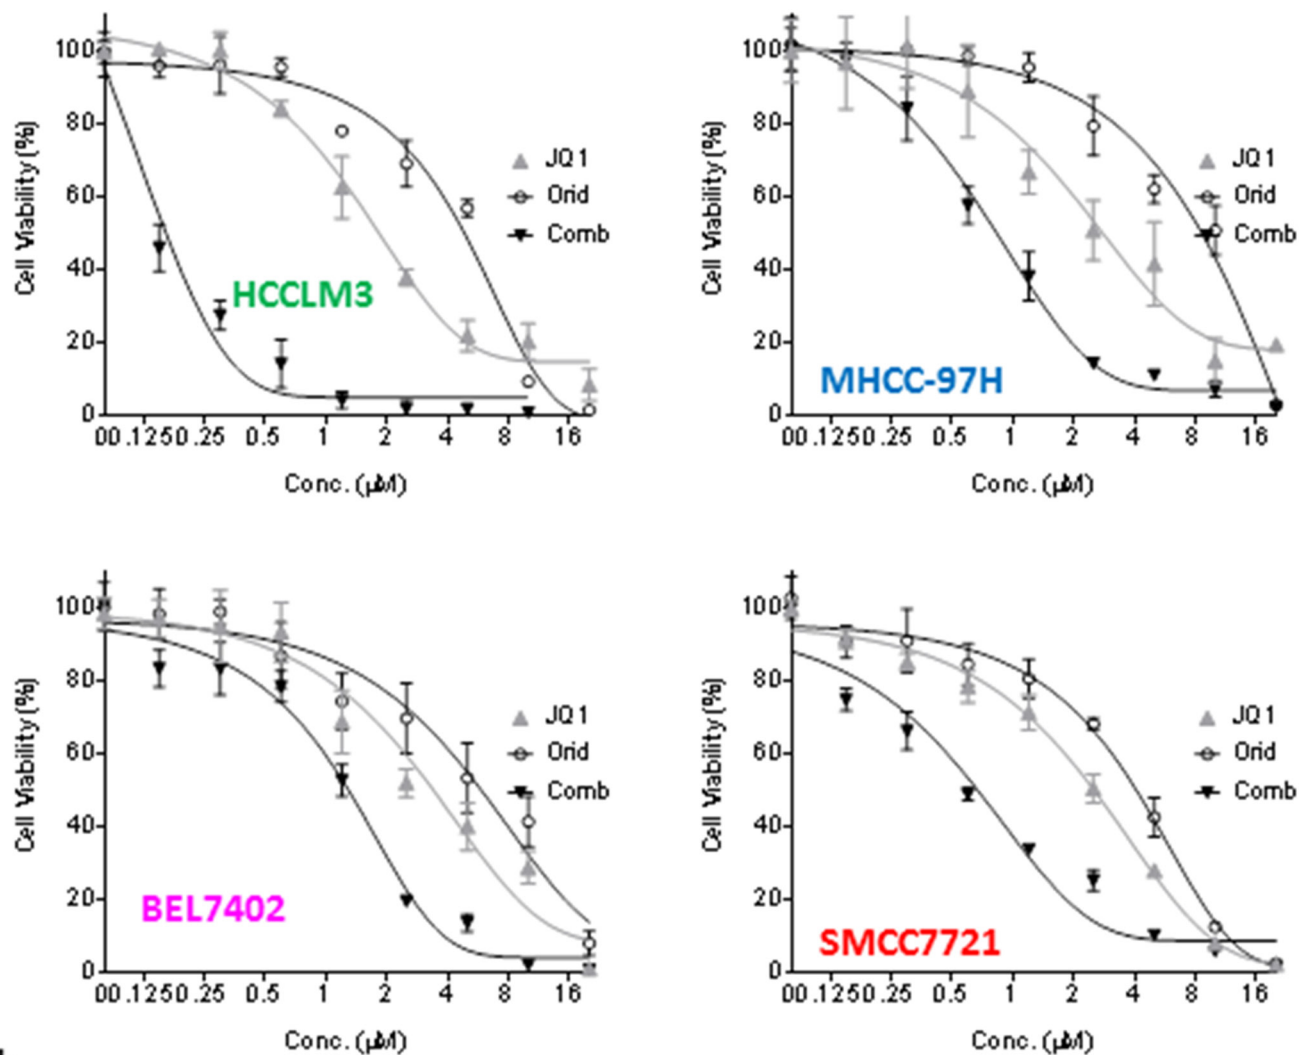 100
80
60
40
20
0
Cell Viability (%)
JQ1
Orid
Comb
HCCLM3
00.1250.25 0.5 1 2 4 8 16
Conc. (μM)
100
80
60
40
20
0
Cell Viability (%)
JQ1
Orid
Comb
MHCC-97H
00.1250.25 0.5 1 2 4 8 16
Conc. (μM)
100
80
60
40
20
0
Cell Viability (%)
JQ1
Orid
Comb
BEL7402
00.1250.25 0.5 1 2 4 8 16
Conc. (μM)
100
80
60
40
20
0
Cell Viability (%)
JQ1
Orid
Comb
SMCC7721
00.1250.25 0.5 1 2 4 8 16
Conc. (μM)